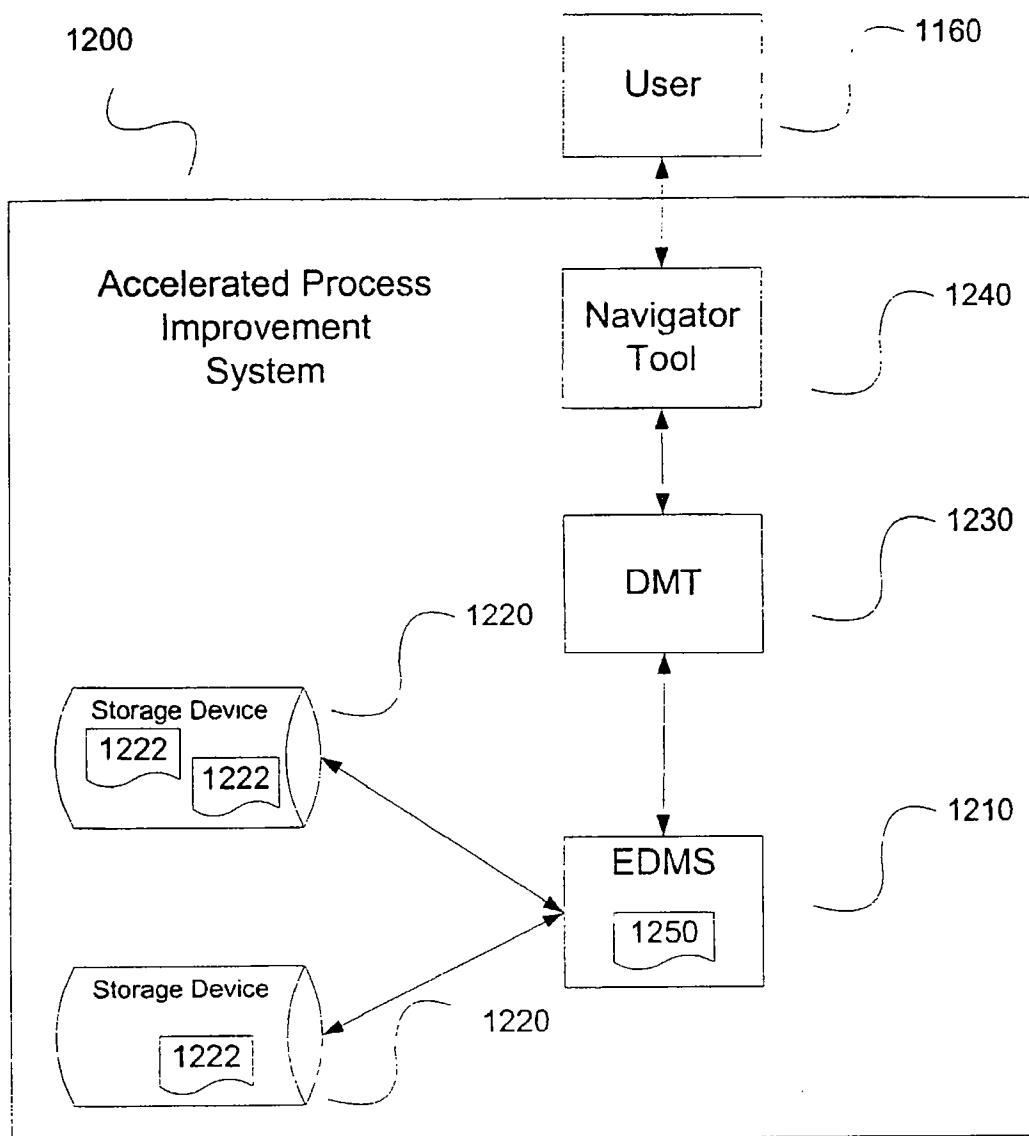 1200
1160
User
Accelerated Process
Improvement
System
Navigator
Tool
1240
DMT
1230
1220
Storage Device
1222
1222
EDMS
1250
1210
Storage Device
1222
1220